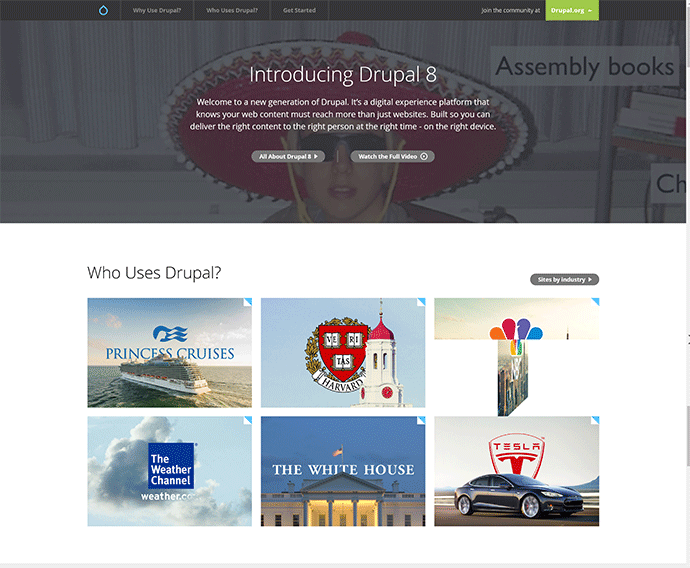 Why Use Drupal? Who Uses Drupal? Get Started Join the community at Drupal.org
Introducing Drupal 8
Assembly books
Welcome to a new generation of Drupal. It's a digital experience platform that
knows your web content must reach more than just websites. Built so you can
deliver the right content to the right person at the right time - on the right device.
All About Drupal 8 Watch the Full Video
Ch
Who Uses Drupal?
Sites by industry
PRINCESS CRUISES
VE RI
TAS
HARVARD
The
Weather
Channel
weather.co
THE WHITE HOUSE
TESLA